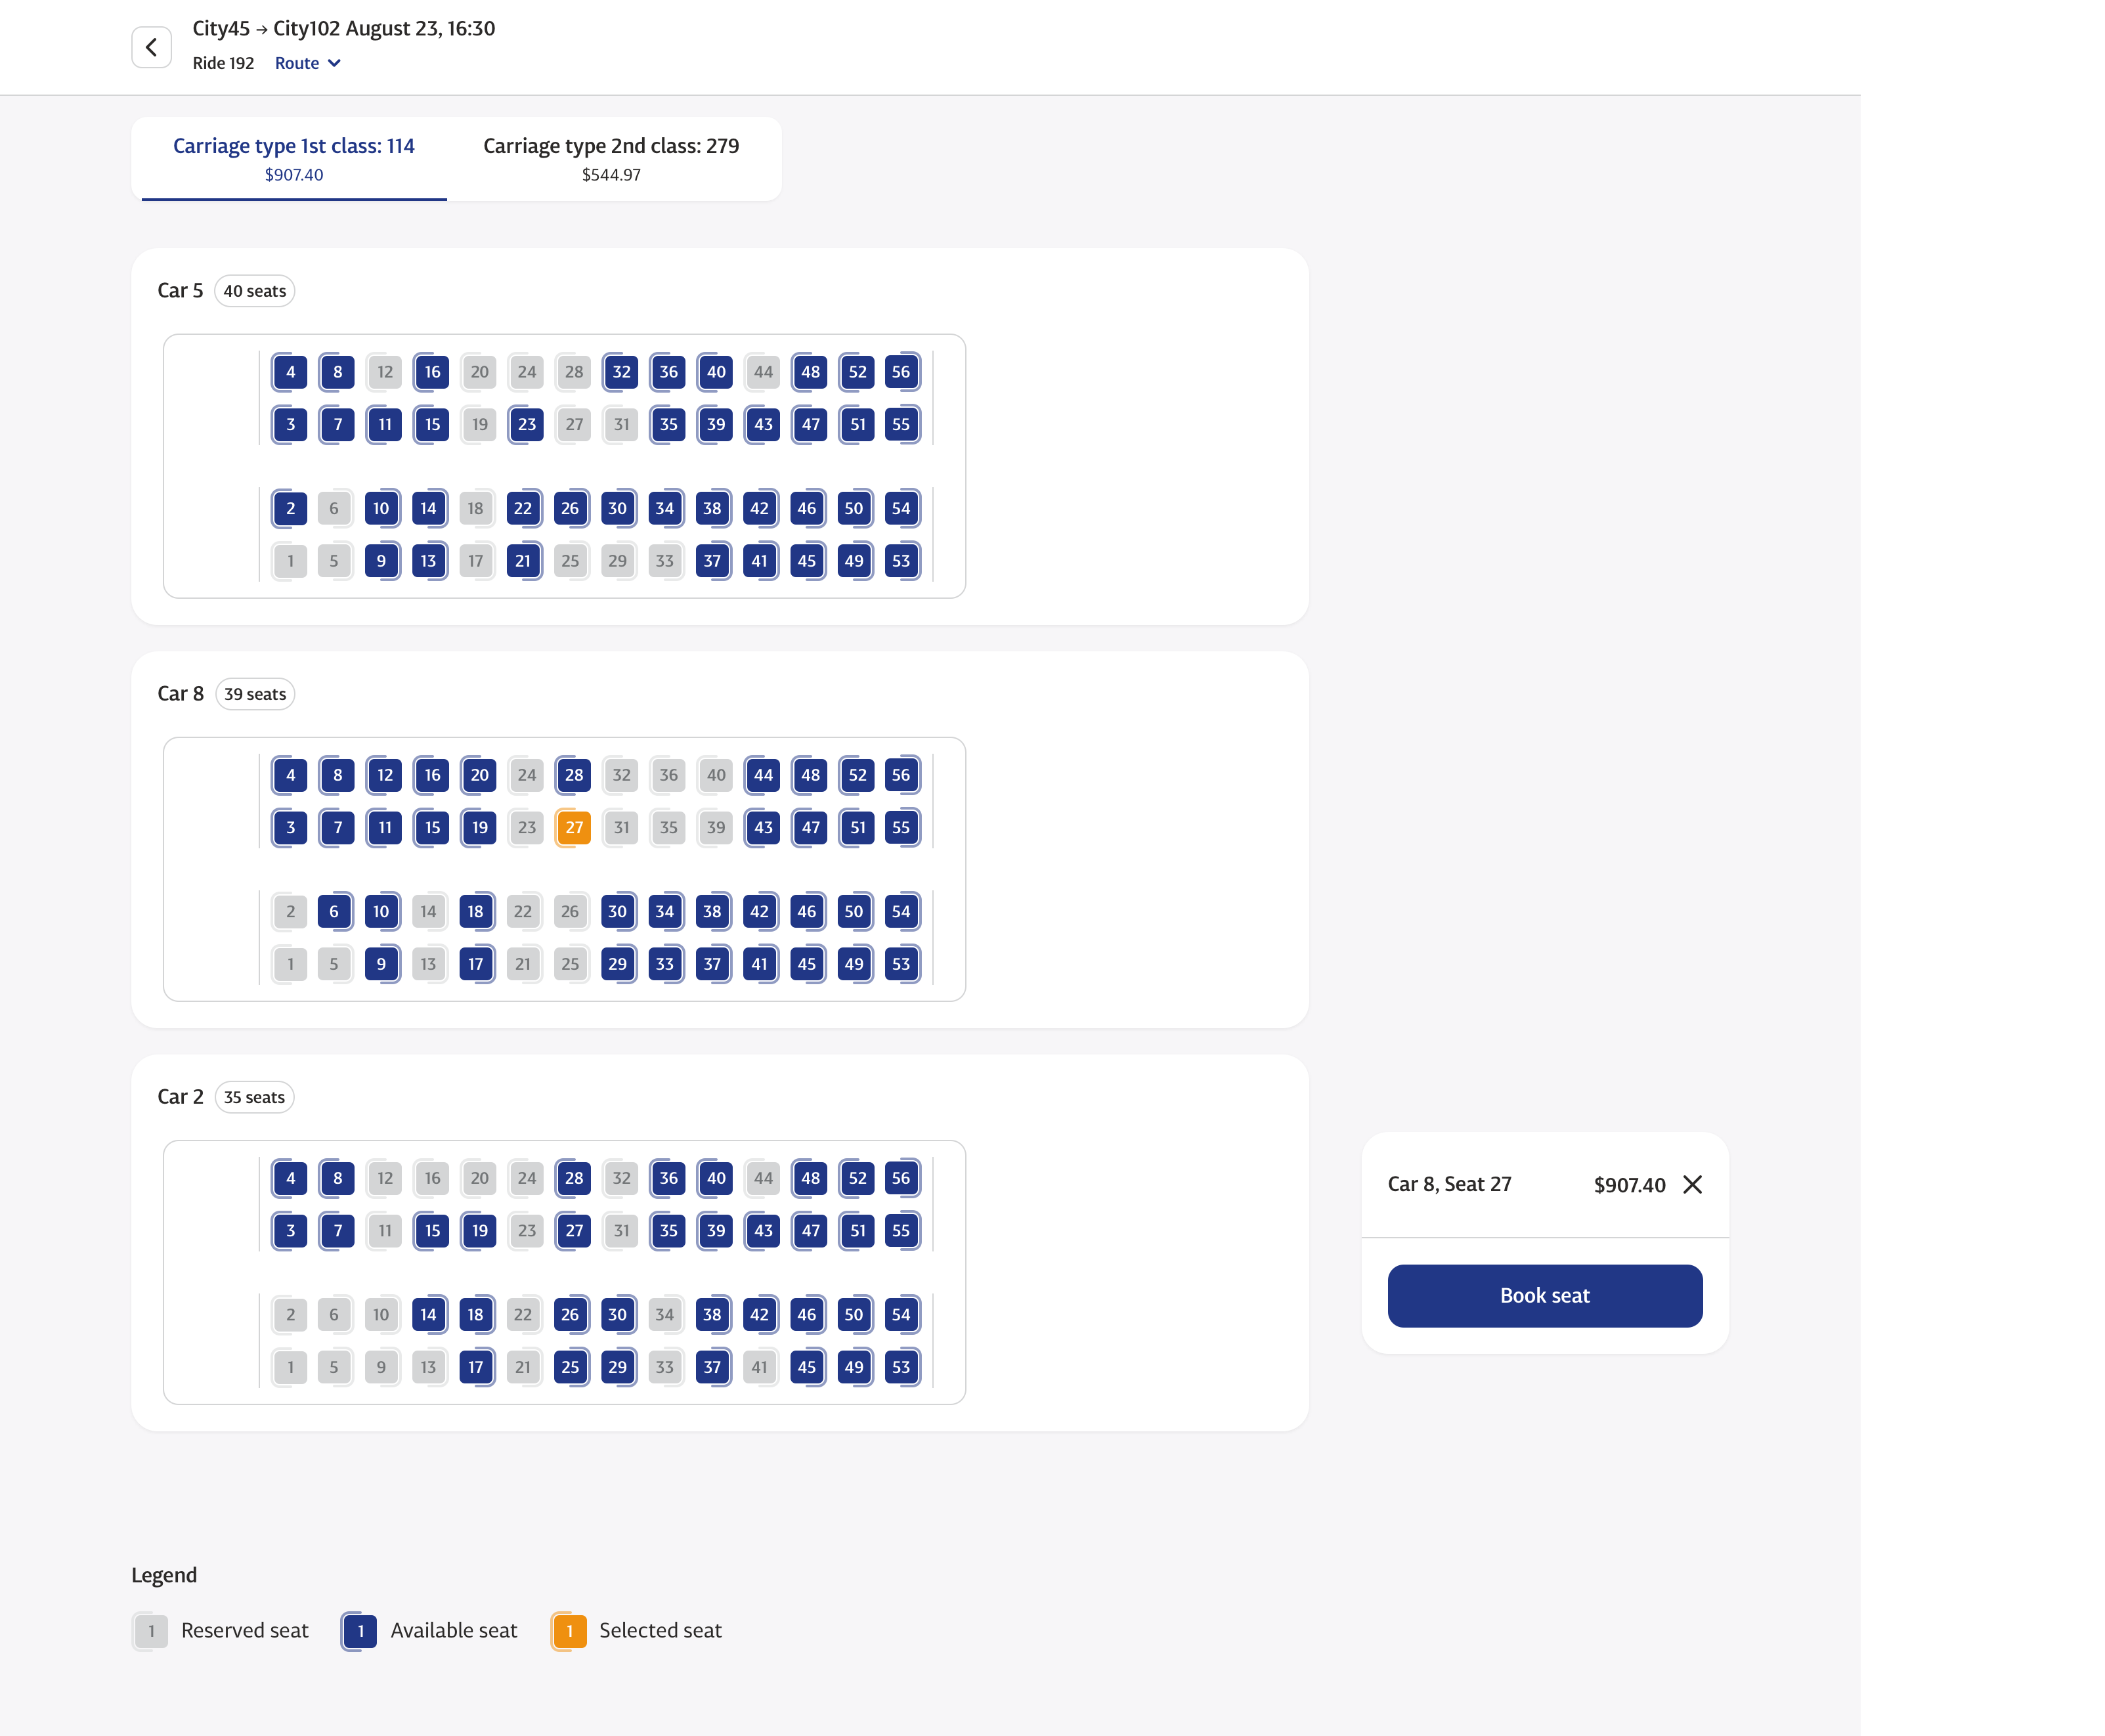 City45 → City102 August 23, 16:30
Ride 192 Route
Carriage type 1st class: 114 Carriage type 2nd class: 279
$907.40 $544.97
Car 5 40 seats
4 8 12 16 20 24 28 32 36 40 44 48 52 56
3 7 11 15 19 23 27 31 35 39 43 47 51 55
2 6 10 14 18 22 26 30 34 38 42 46 50 54
1 5 9 13 17 21 25 29 33 37 41 45 49 53
Car 8 39 seats
4 8 12 16 20 24 28 32 36 40 44 48 52 56
3 7 11 15 19 23 27 31 35 39 43 47 51 55
2 6 10 14 18 22 26 30 34 38 42 46 50 54
1 5 9 13 17 21 25 29 33 37 41 45 49 53
Car 2 35 seats
4 8 12 16 20 24 28 32 36 40 44 48 52 56
3 7 11 15 19 23 27 31 35 39 43 47 51 55
2 6 10 14 18 22 26 30 34 38 42 46 50 54
1 5 9 13 17 21 25 29 33 37 41 45 49 53
Car 8, Seat 27 $907.40
Book seat
Legend
1 Reserved seat 1 Available seat 1 Selected seat